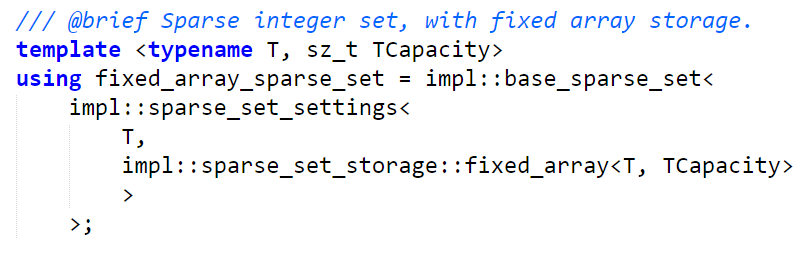 /// @brief Sparse integer set, with fixed array storage.
template <typename T, sz_t TCapacity>
using fixed_array_sparse_set = impl::base_sparse_set<
    impl::sparse_set_settings<
        T,
        impl::sparse_set_storage::fixed_array<T, TCapacity>
        >
    >;